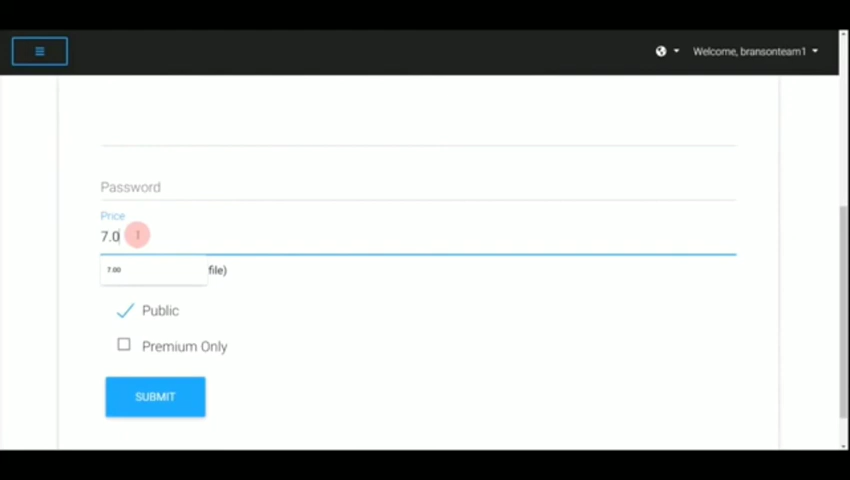 Welcome, bransonteam1
Password
Price
7.0
7.00
file)
Public
Premium Only
SUBMIT